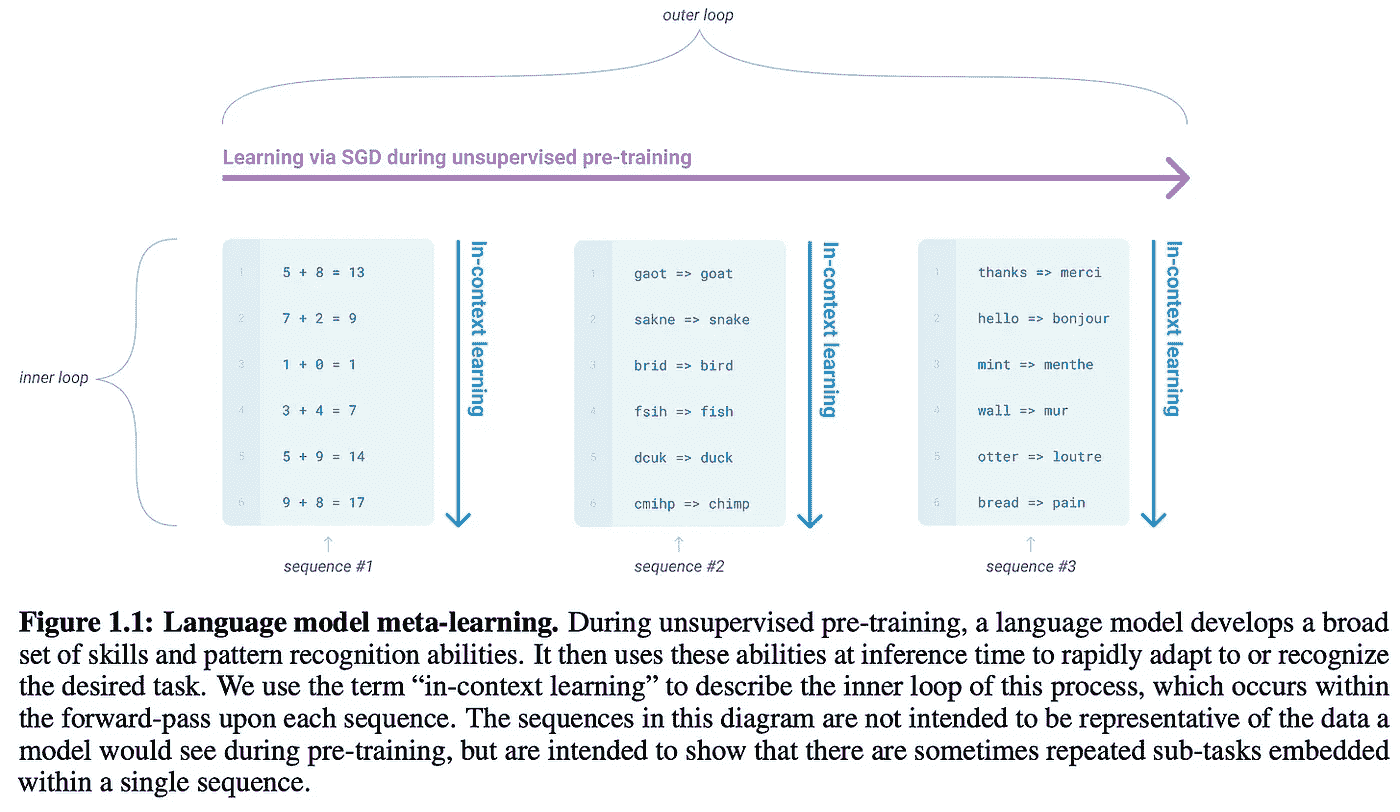 outer loop
Learning via SGD during unsupervised pre-training
inner loop
1 5 + 8 = 13
2 7 + 2 = 9
3 1 + 0 = 1
4 3 + 4 = 7
5 5 + 9 = 14
6 9 + 8 = 17
In-context learning
sequence #1
1 gaot => goat
2 sakne => snake
3 brid => bird
4 fsih => fish
5 dcuk => duck
6 cmihp => chimp
In-context learning
sequence #2
1 thanks => merci
2 hello => bonjour
3 mint => menthe
4 wall => mur
5 otter => loutre
6 bread => pain
In-context learning
sequence #3
Figure 1.1: Language model meta-learning. During unsupervised pre-training, a language model develops a broad
set of skills and pattern recognition abilities. It then uses these abilities at inference time to rapidly adapt to or recognize
the desired task. We use the term “in-context learning” to describe the inner loop of this process, which occurs within
the forward-pass upon each sequence. The sequences in this diagram are not intended to be representative of the data a
model would see during pre-training, but are intended to show that there are sometimes repeated sub-tasks embedded
within a single sequence.